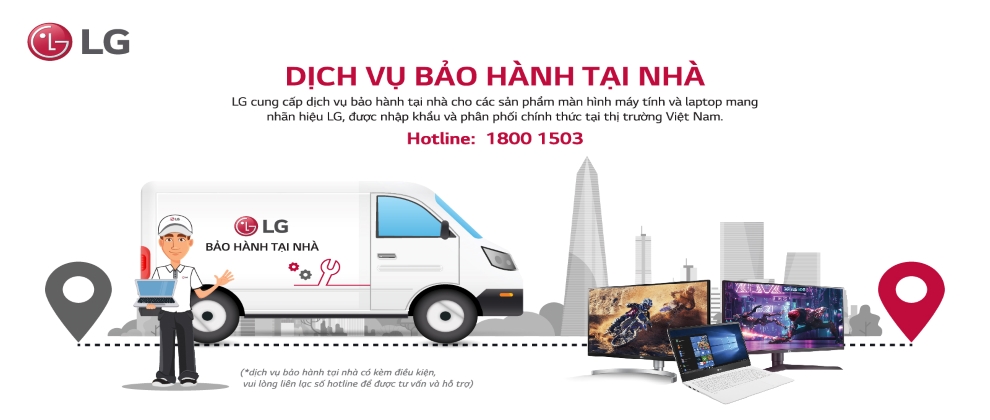 LG
DỊCH VỤ BẢO HÀNH TẠI NHÀ
LG cung cấp dịch vụ bảo hành tại nhà cho các sản phẩm màn hình máy tính và laptop mang
nhãn hiệu LG, được nhập khẩu và phân phối chính thức tại thị trường Việt Nam.
Hotline: 1800 1503
LG
BẢO HÀNH TẠI NHÀ
(*dịch vụ bảo hành tại nhà có kèm điều kiện,
vui lòng liên lạc số hotline để được tư vấn và hỗ trợ)